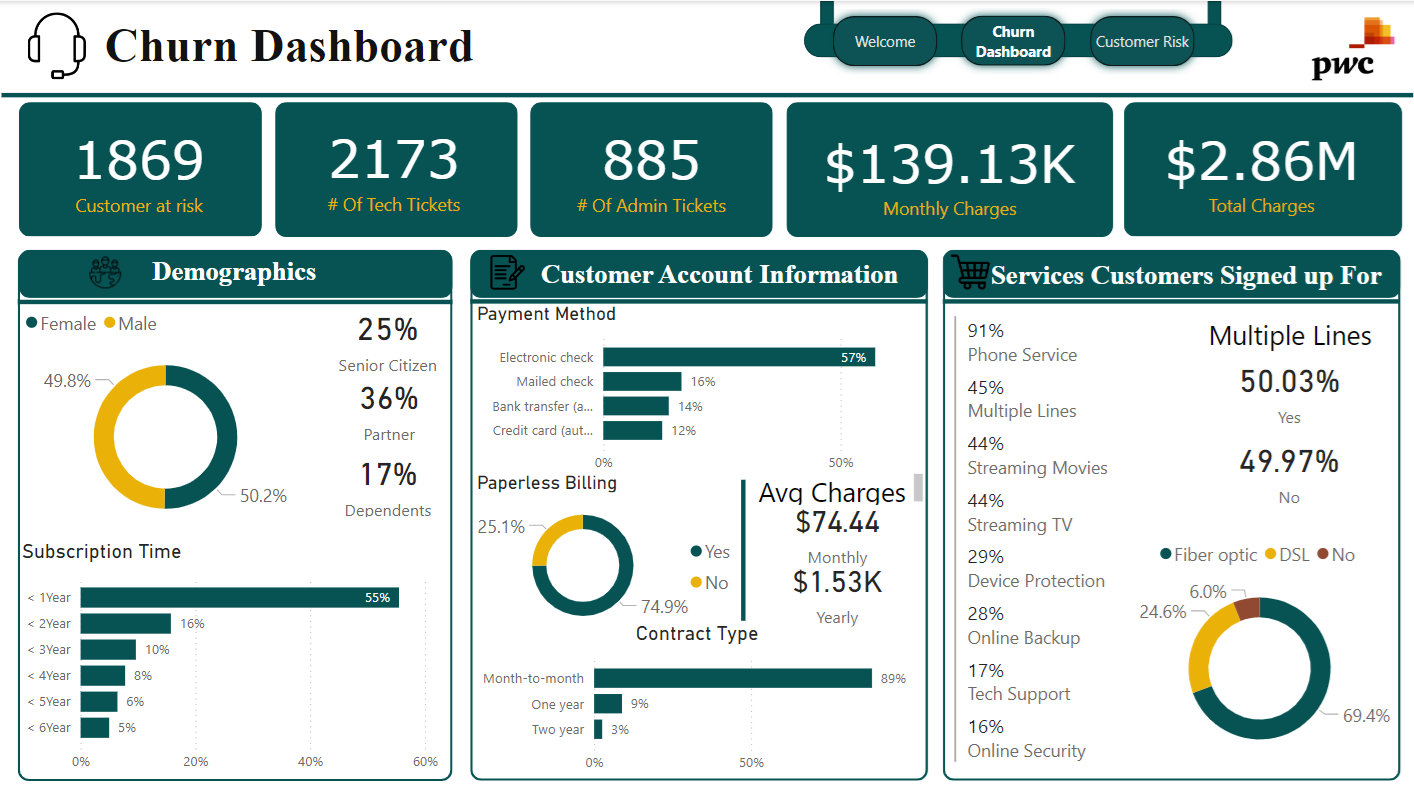 Churn Dashboard
Welcome
Churn
Dashboard
Customer Risk
pwc
1869
Customer at risk
2173
# Of Tech Tickets
885
# Of Admin Tickets
$139.13K
Monthly Charges
$2.86M
Total Charges
Demographics
Female Male
49.8%
50.2%
25%
Senior Citizen
36%
Partner
17%
Dependents
Subscription Time
< 1Year 55%
< 2Year 16%
< 3Year 10%
< 4Year 8%
< 5Year 6%
< 6Year 5%
0% 20% 40% 60%
Customer Account Information
Payment Method
Electronic check 57%
Mailed check 16%
Bank transfer (a... 14%
Credit card (aut... 12%
0% 50%
Paperless Billing
25.1%
74.9%
Yes
No
Avg Charges
$74.44
Monthly
$1.53K
Yearly
Contract Type
Month-to-month 89%
One year 9%
Two year 3%
0% 50%
Services Customers Signed up For
91%
Phone Service
45%
Multiple Lines
44%
Streaming Movies
44%
Streaming TV
29%
Device Protection
28%
Online Backup
17%
Tech Support
16%
Online Security
Multiple Lines
50.03%
Yes
49.97%
No
Fiber optic DSL No
6.0%
24.6%
69.4%